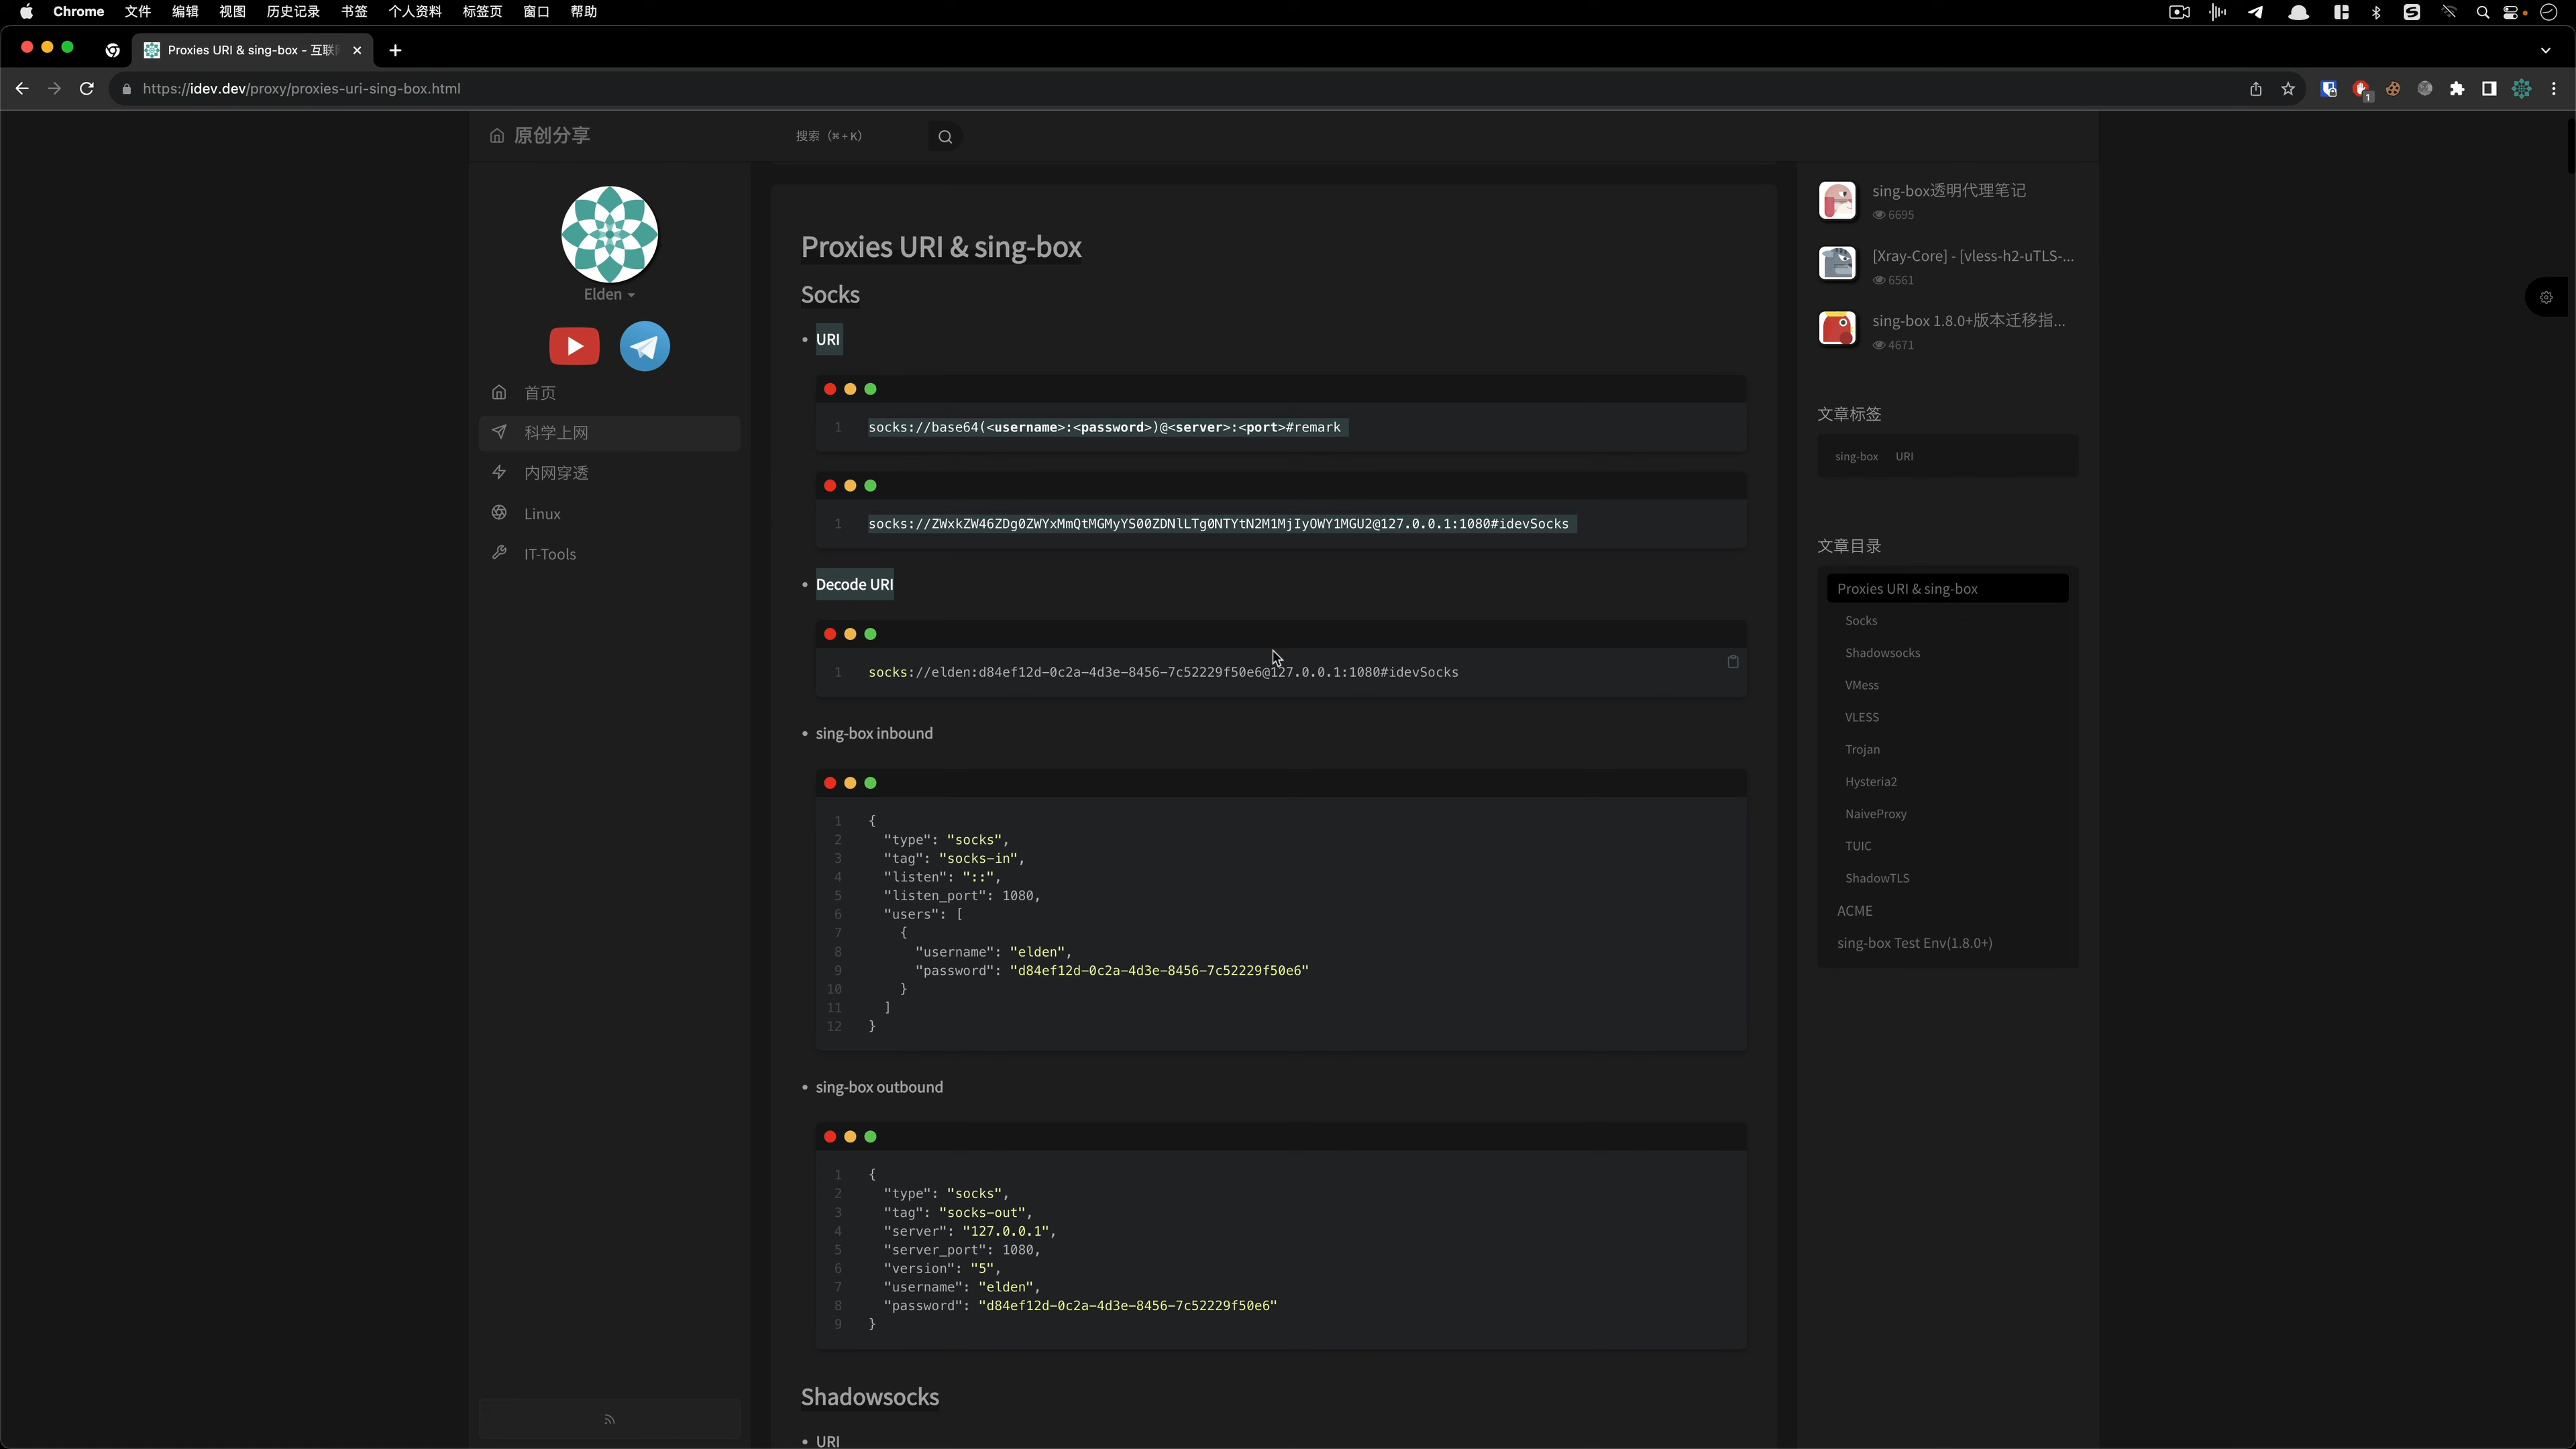 Chrome 文件 编辑 视图 历史记录 书签 个人资料 标签页 窗口 帮助
Proxies URI & sing-box - 互联
https://idev.dev/proxy/proxies-uri-sing-box.html
1
原创分享
搜索（⌘ + K）
Elden
首页
科学上网
内网穿透
Linux
IT-Tools
Proxies URI & sing-box
Socks
• URI
1 socks://base64(<username>:<password>)@<server>:<port>#remark
1 socks://ZWxkZW46ZDg0ZWYxMmQtMGMyYS00ZDNlLTg0NTYtN2M1MjIyOWY1MGU2@127.0.0.1:1080#idevSocks
• Decode URI
1 socks://elden:d84ef12d-0c2a-4d3e-8456-7c52229f50e6@127.0.0.1:1080#idevSocks
• sing-box inbound
1 {
2 "type": "socks",
3 "tag": "socks-in",
4 "listen": "::",
5 "listen_port": 1080,
6 "users": [
7 {
8 "username": "elden",
9 "password": "d84ef12d-0c2a-4d3e-8456-7c52229f50e6"
10 }
11 ]
12 }
• sing-box outbound
1 {
2 "type": "socks",
3 "tag": "socks-out",
4 "server": "127.0.0.1",
5 "server_port": 1080,
6 "version": "5",
7 "username": "elden",
8 "password": "d84ef12d-0c2a-4d3e-8456-7c52229f50e6"
9 }
Shadowsocks
• URI
sing-box透明代理笔记
6695
[Xray-Core] - [vless-h2-uTLS-...
6561
sing-box 1.8.0+版本迁移指...
4671
文章标签
sing-box URI
文章目录
Proxies URI & sing-box
Socks
Shadowsocks
VMess
VLESS
Trojan
Hysteria2
NaiveProxy
TUIC
ShadowTLS
ACME
sing-box Test Env(1.8.0+)